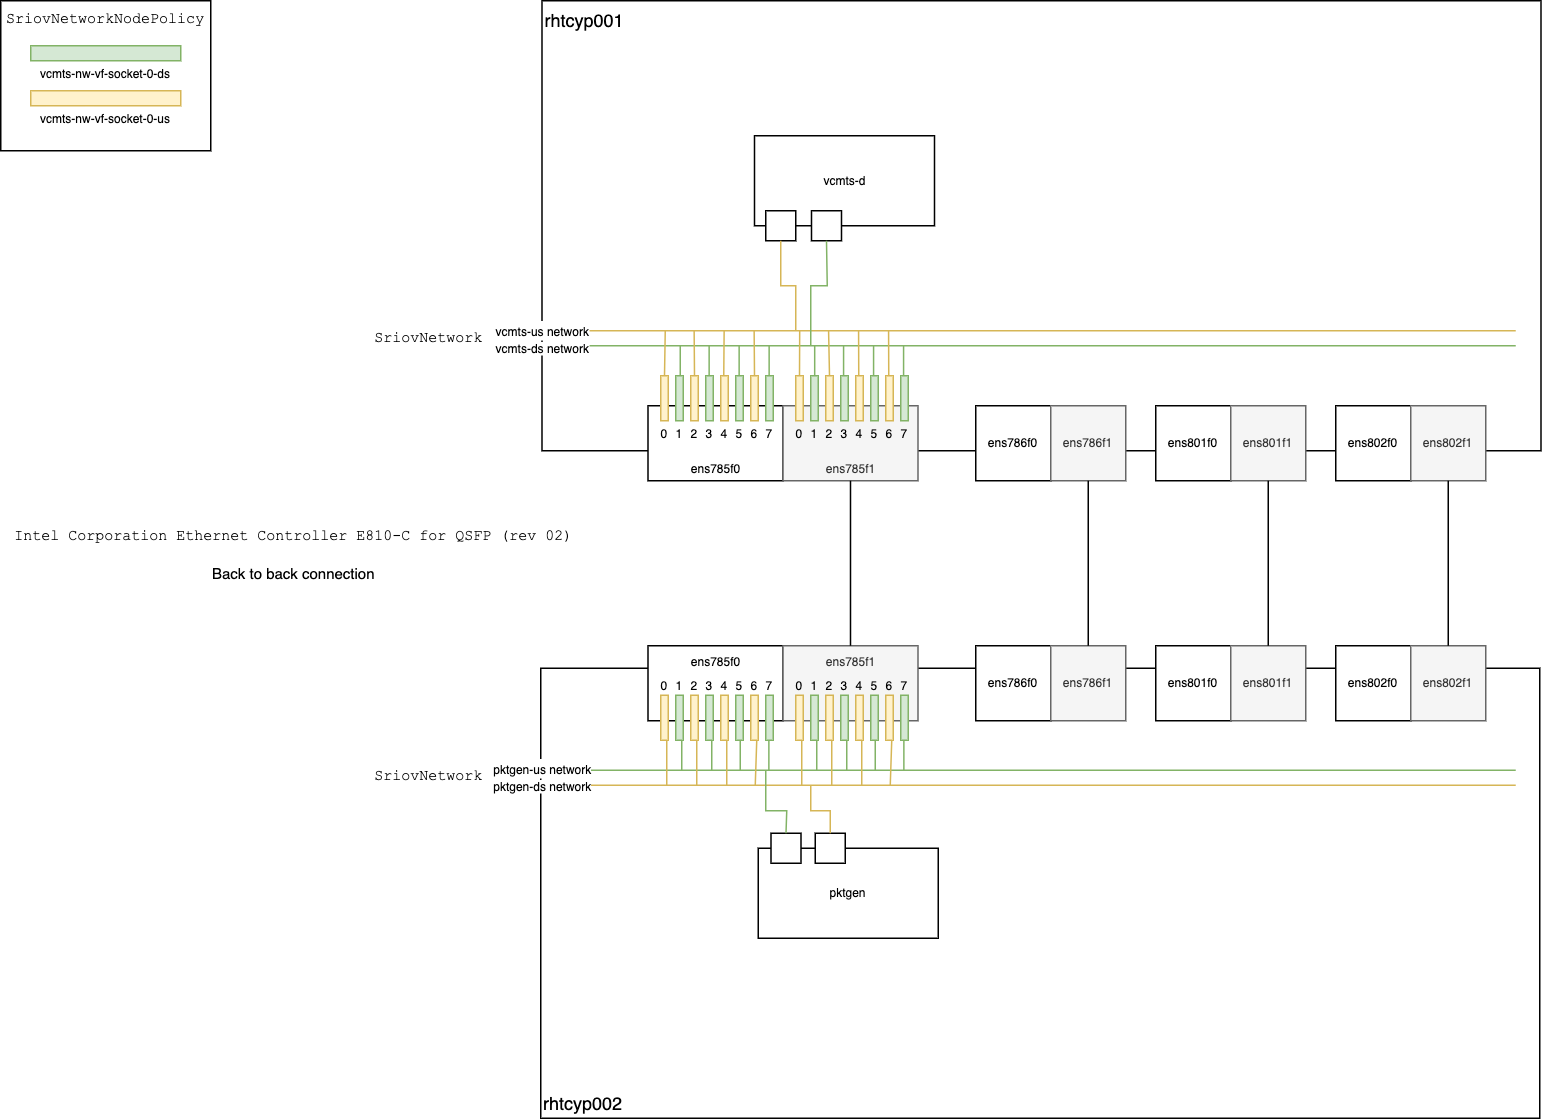 SriovNetworkNodePolicy
vcmts-nw-vf-socket-0-ds
vcmts-nw-vf-socket-0-us
rhtcyp001
vcmts-d
SriovNetwork
vcmts-us network
vcmts-ds network
0 1 2 3 4 5 6 7
0 1 2 3 4 5 6 7
ens785f0
ens785f1
ens786f0
ens786f1
ens801f0
ens801f1
ens802f0
ens802f1
Intel Corporation Ethernet Controller E810-C for QSFP (rev 02)
Back to back connection
ens785f0
ens785f1
0 1 2 3 4 5 6 7
0 1 2 3 4 5 6 7
ens786f0
ens786f1
ens801f0
ens801f1
ens802f0
ens802f1
SriovNetwork
pktgen-us network
pktgen-ds network
pktgen
rhtcyp002